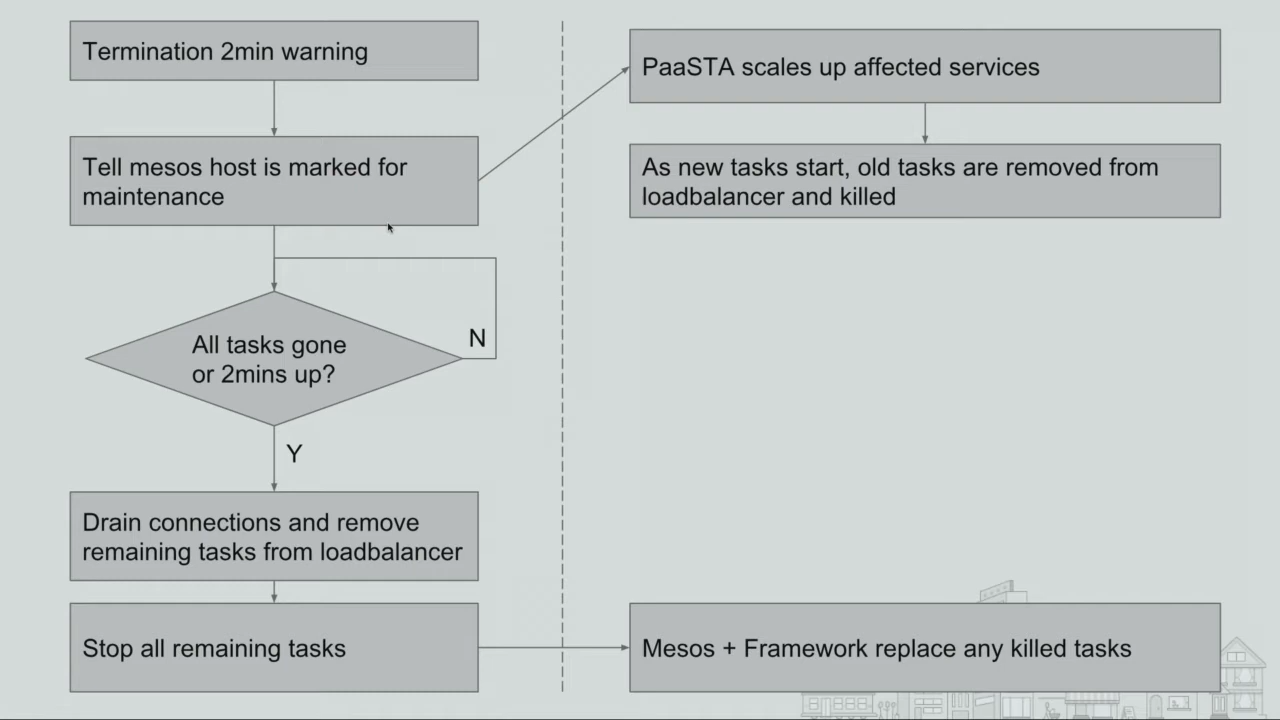 Termination 2min warning
Tell mesos host is marked for
maintenance
All tasks gone
or 2mins up?
N
Y
Drain connections and remove
remaining tasks from loadbalancer
Stop all remaining tasks
PaaSTA scales up affected services
As new tasks start, old tasks are removed from
loadbalancer and killed
Mesos + Framework replace any killed tasks